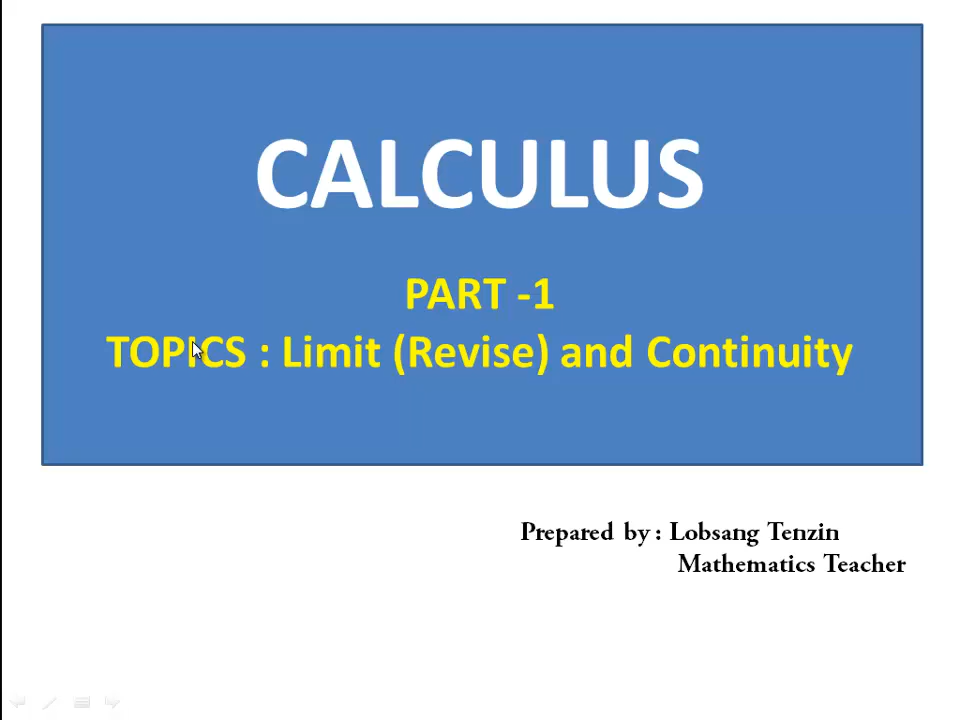 CALCULUS
PART -1
TOPICS : Limit (Revise) and Continuity
Prepared by : Lobsang Tenzin
Mathematics Teacher